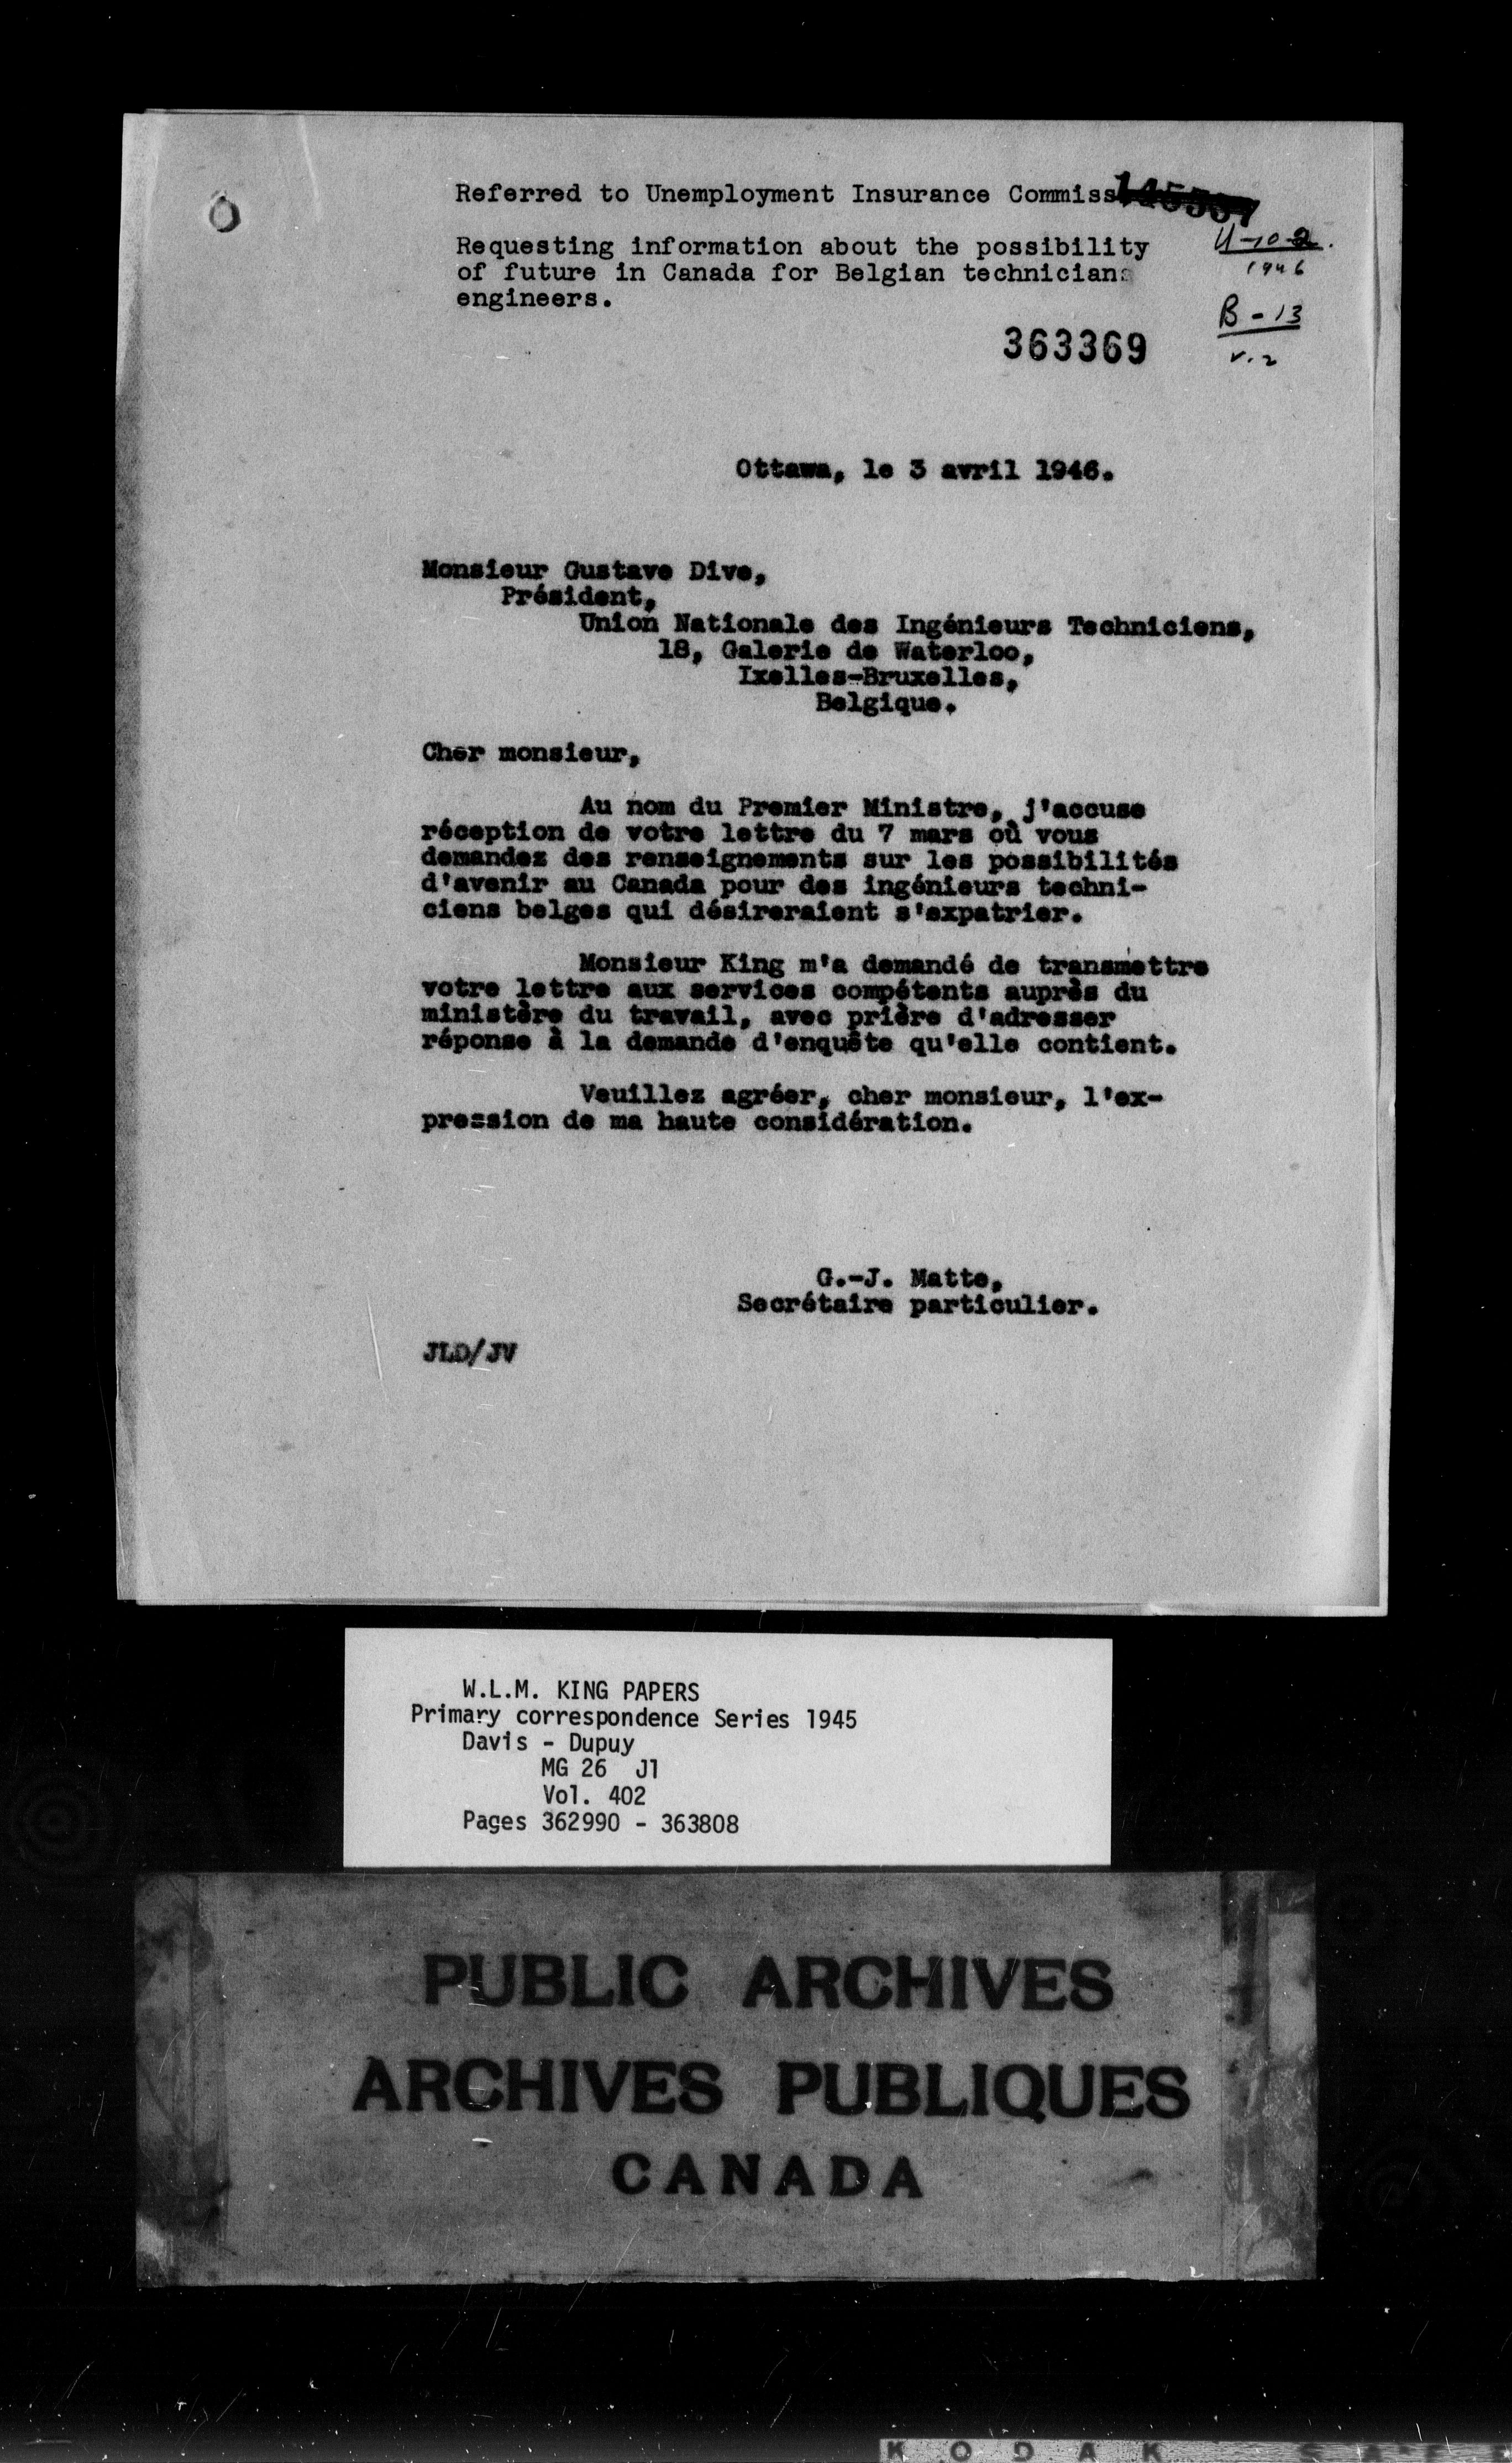 Referred to Unemployment Insurance Commiss
Requesting information about the possibility
U-10-2.
of future in Canada for Belgian technicians
1946
engineers.
B-13
363369
v.2
Ottawa, le 3 avril 1946.
Monsieur Gustave Dive,
Président,
Union Nationale des Ingénieurs Techniciens,
18, Galerie de Waterloo,
Ixelles-Bruxelles,
Belgique.
Cher monsieur,
Au nom du Premier Ministre, j'accuse
réception de votre lettre du 7 mars où vous
demandez des renseignements sur les possibilités
d'avenir au Canada pour des ingénieurs techni-
ciens belges qui désireraient s'expatrier.
Monsieur King m'a demandé de transmettre
votre lettre aux services compétents auprès du
ministère du travail, avec prière d'adresser
réponse à la demande d'enquête qu'elle contient.
Veuillez agréer, cher monsieur, l'ex-
pression de ma haute considération.
G.-J. Matte,
Secrétaire particulier.
JLD/JV
W.L.M. KING PAPERS
Primary correspondence Series 1945
Davis - Dupuy
MG 26 J1
Vol. 402
Pages 362990 - 363808
PUBLIC ARCHIVES
ARCHIVES PUBLIQUES
CANADA
KODAK